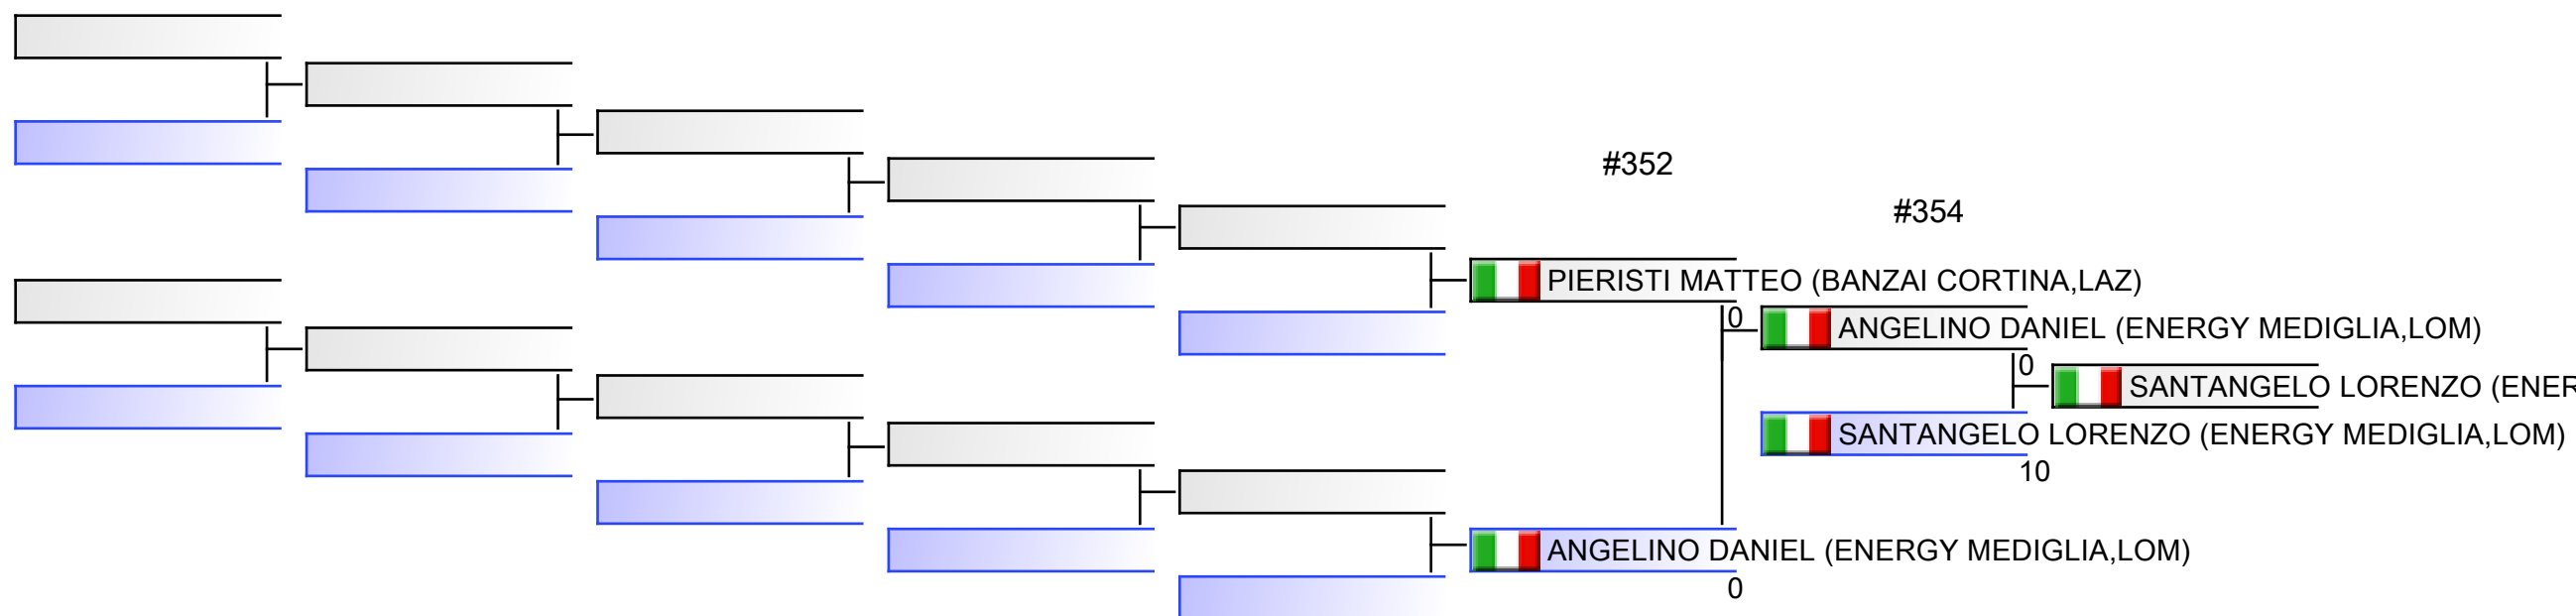 #352
#354
PIERISTI MATTEO (BANZAI CORTINA,LAZ)
0
ANGELINO DANIEL (ENERGY MEDIGLIA,LOM)
0
SANTANGELO LORENZO (ENER
SANTANGELO LORENZO (ENERGY MEDIGLIA,LOM)
10
ANGELINO DANIEL (ENERGY MEDIGLIA,LOM)
0